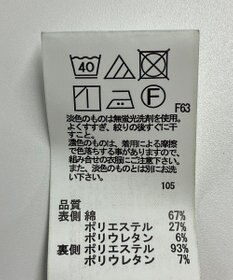 40
F
F63
淡色のものは無蛍光洗剤を使用。
よくすすぎ、絞りの後すぐに干
すこと。
濃色のものは、着用による摩擦
で色落ちする事がありますので、
組み合せの衣服にご注意下さい。
また、淡色のものとは別にお洗
い下さい。
105
品質
表側 綿 67%
ポリエステル 27%
ポリウレタン 6%
裏側 ポリエステル 93%
ポリウレタン 7%